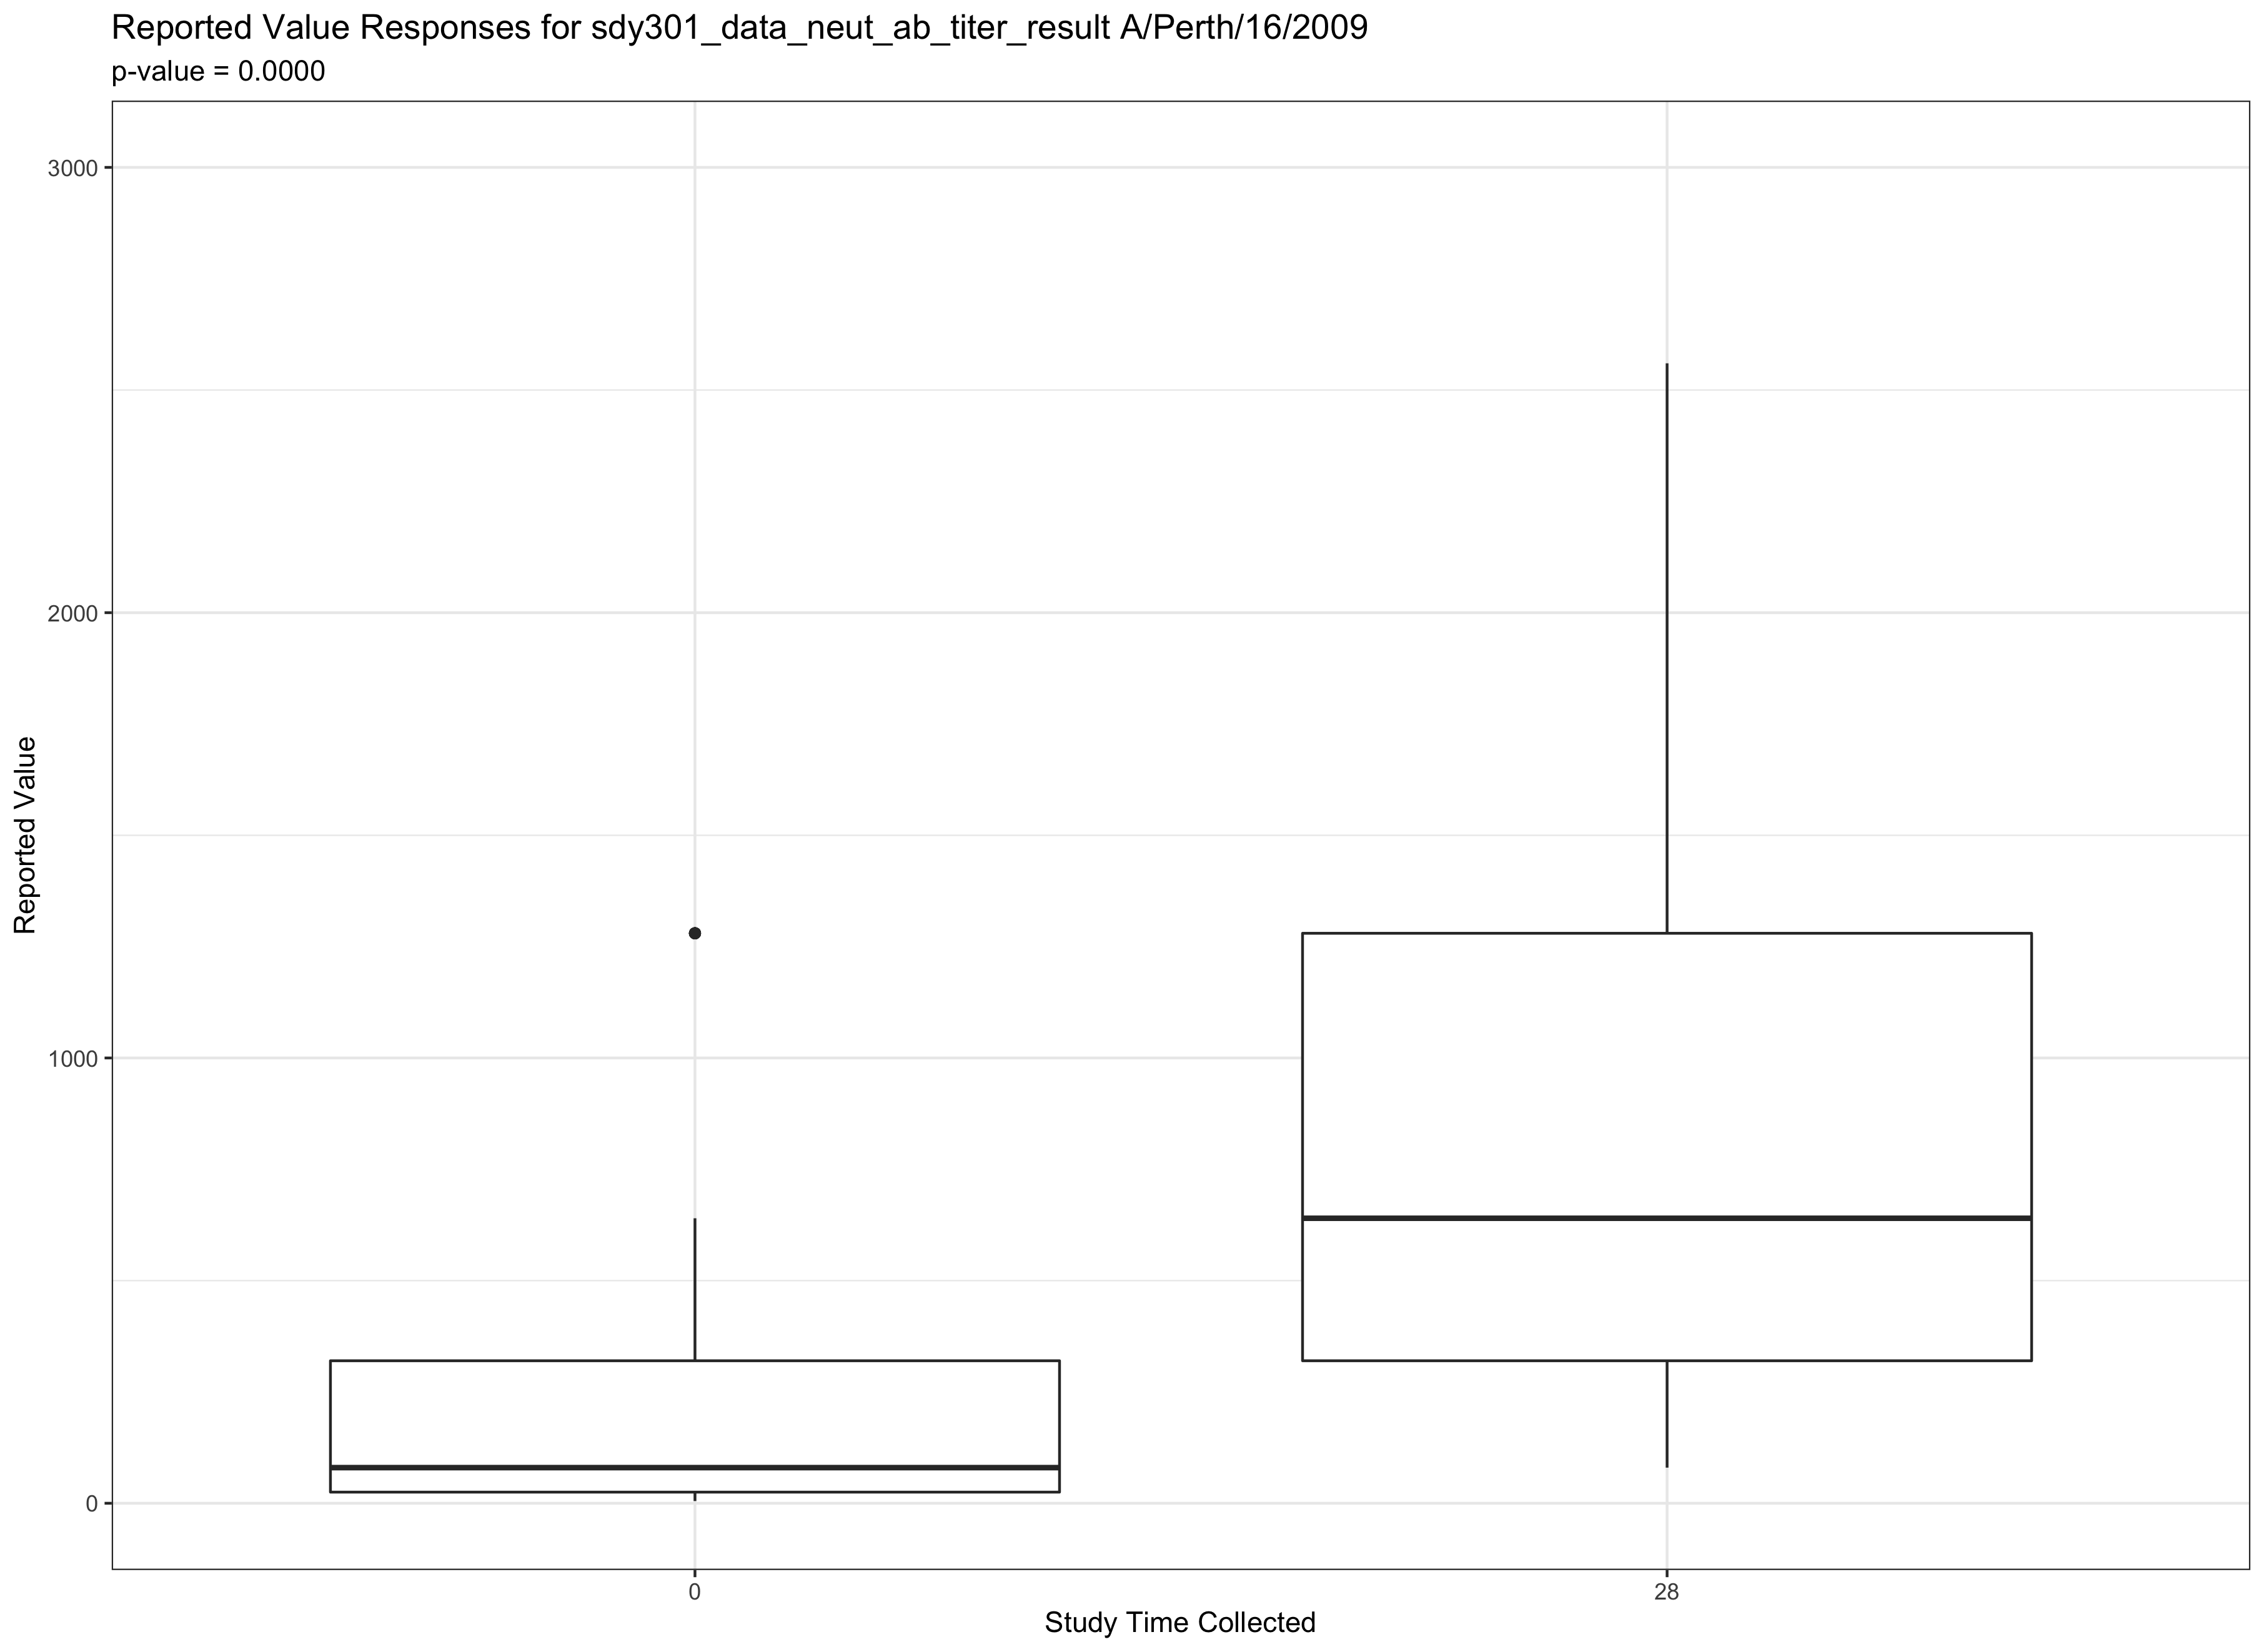 Reported Value Responses for sdy301_data_neut_ab_titer_result A/Perth/16/2009
p-value = 0.0000
3000
2000
1000
0
Reported Value
0
28
Study Time Collected